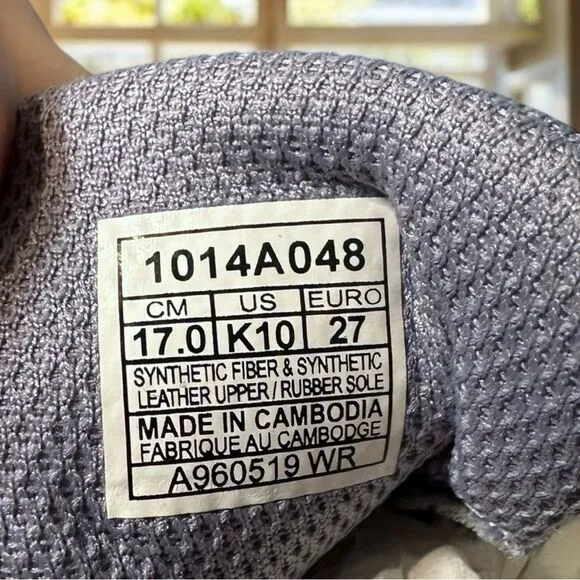 1014A048
CM US EURO
17.0 K10 27
SYNTHETIC FIBER & SYNTHETIC
LEATHER UPPER / RUBBER SOLE
MADE IN CAMBODIA
FABRIQUE AU CAMBODGE
A960519 WR